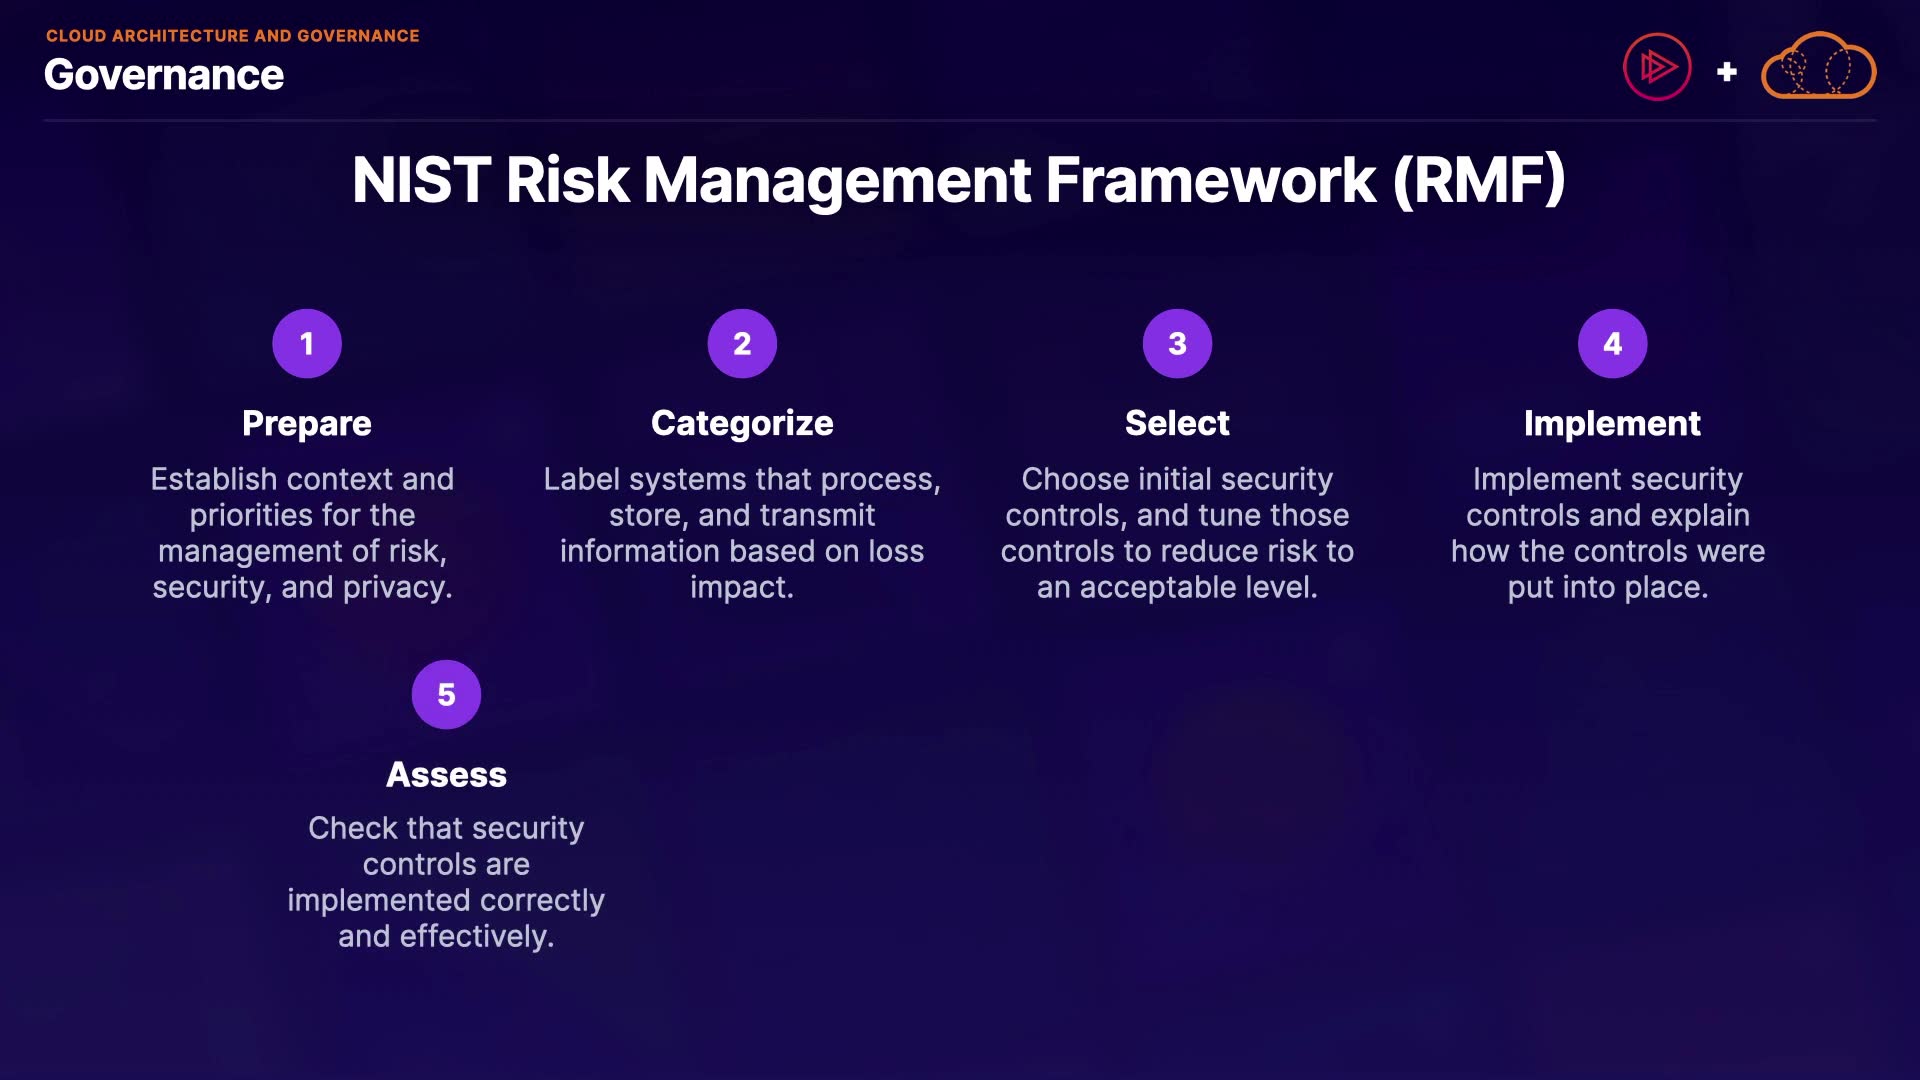 CLOUD ARCHITECTURE AND GOVERNANCE
Governance
NIST Risk Management Framework (RMF)
1
Prepare
Establish context and
priorities for the
management of risk,
security, and privacy.
2
Categorize
Label systems that process,
store, and transmit
information based on loss
impact.
3
Select
Choose initial security
controls, and tune those
controls to reduce risk to
an acceptable level.
4
Implement
Implement security
controls and explain
how the controls were
put into place.
5
Assess
Check that security
controls are
implemented correctly
and effectively.